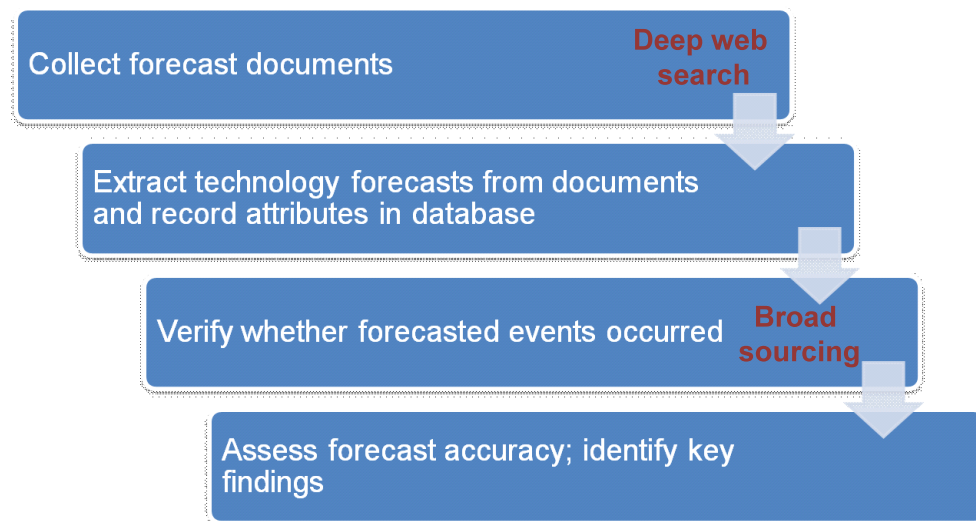 Collect forecast documents
Deep web
search
Extract technology forecasts from documents
and record attributes in database
Verify whether forecasted events occurred
Broad
sourcing
Assess forecast accuracy; identify key
findings